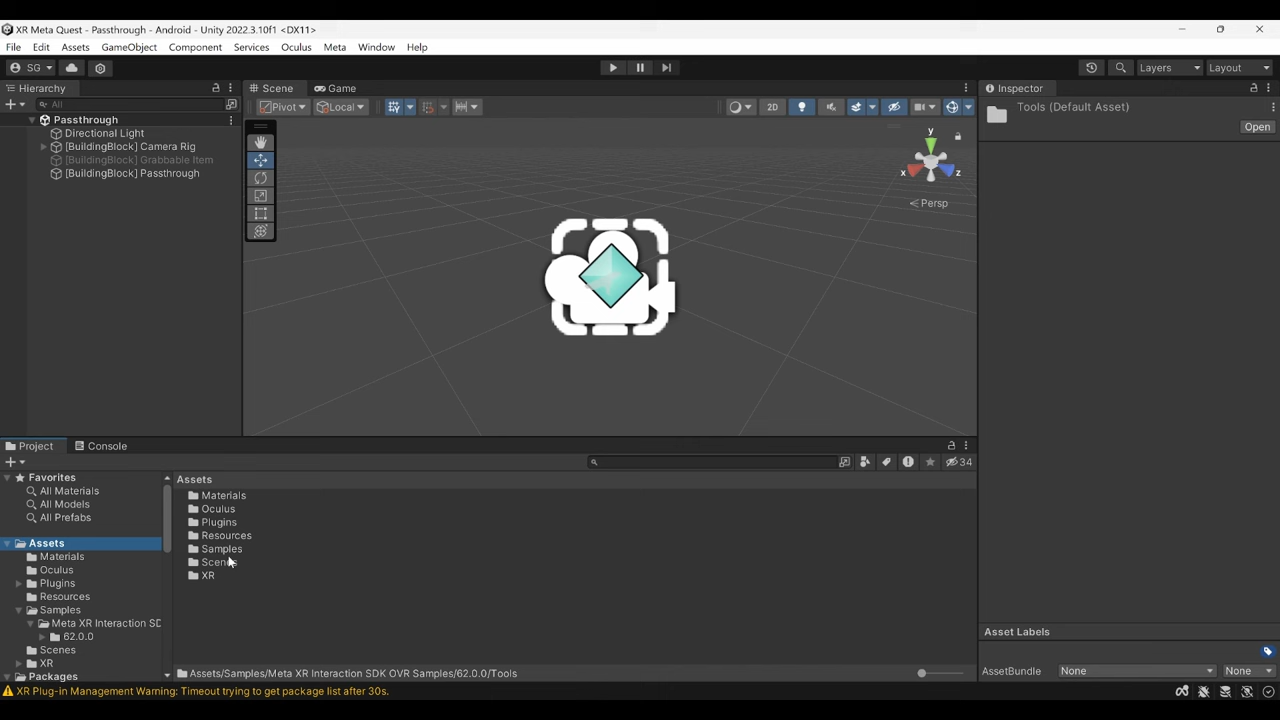 XR Meta Quest - Passthrough - Android - Unity 2022.3.10f1 <DX11>
File Edit Assets GameObject Component Services Oculus Meta Window Help
SG Layers Layout
Hierarchy Scene Game Inspector
All Pivot Local 2D Tools (Default Asset)
Open
Passthrough
Directional Light
[BuildingBlock] Camera Rig
[BuildingBlock] Grabbable Item
[BuildingBlock] Passthrough
y
x z
Persp
Project Console
34
Favorites
All Materials
All Models
All Prefabs
Assets
Materials
Oculus
Plugins
Resources
Samples
Meta XR Interaction SD
62.0.0
Scenes
XR
Packages
Assets
Materials
Oculus
Plugins
Resources
Samples
Scenes
XR
Assets/Samples/Meta XR Interaction SDK OVR Samples/62.0.0/Tools
Asset Labels
AssetBundle None None
XR Plug-in Management Warning: Timeout trying to get package list after 30s.